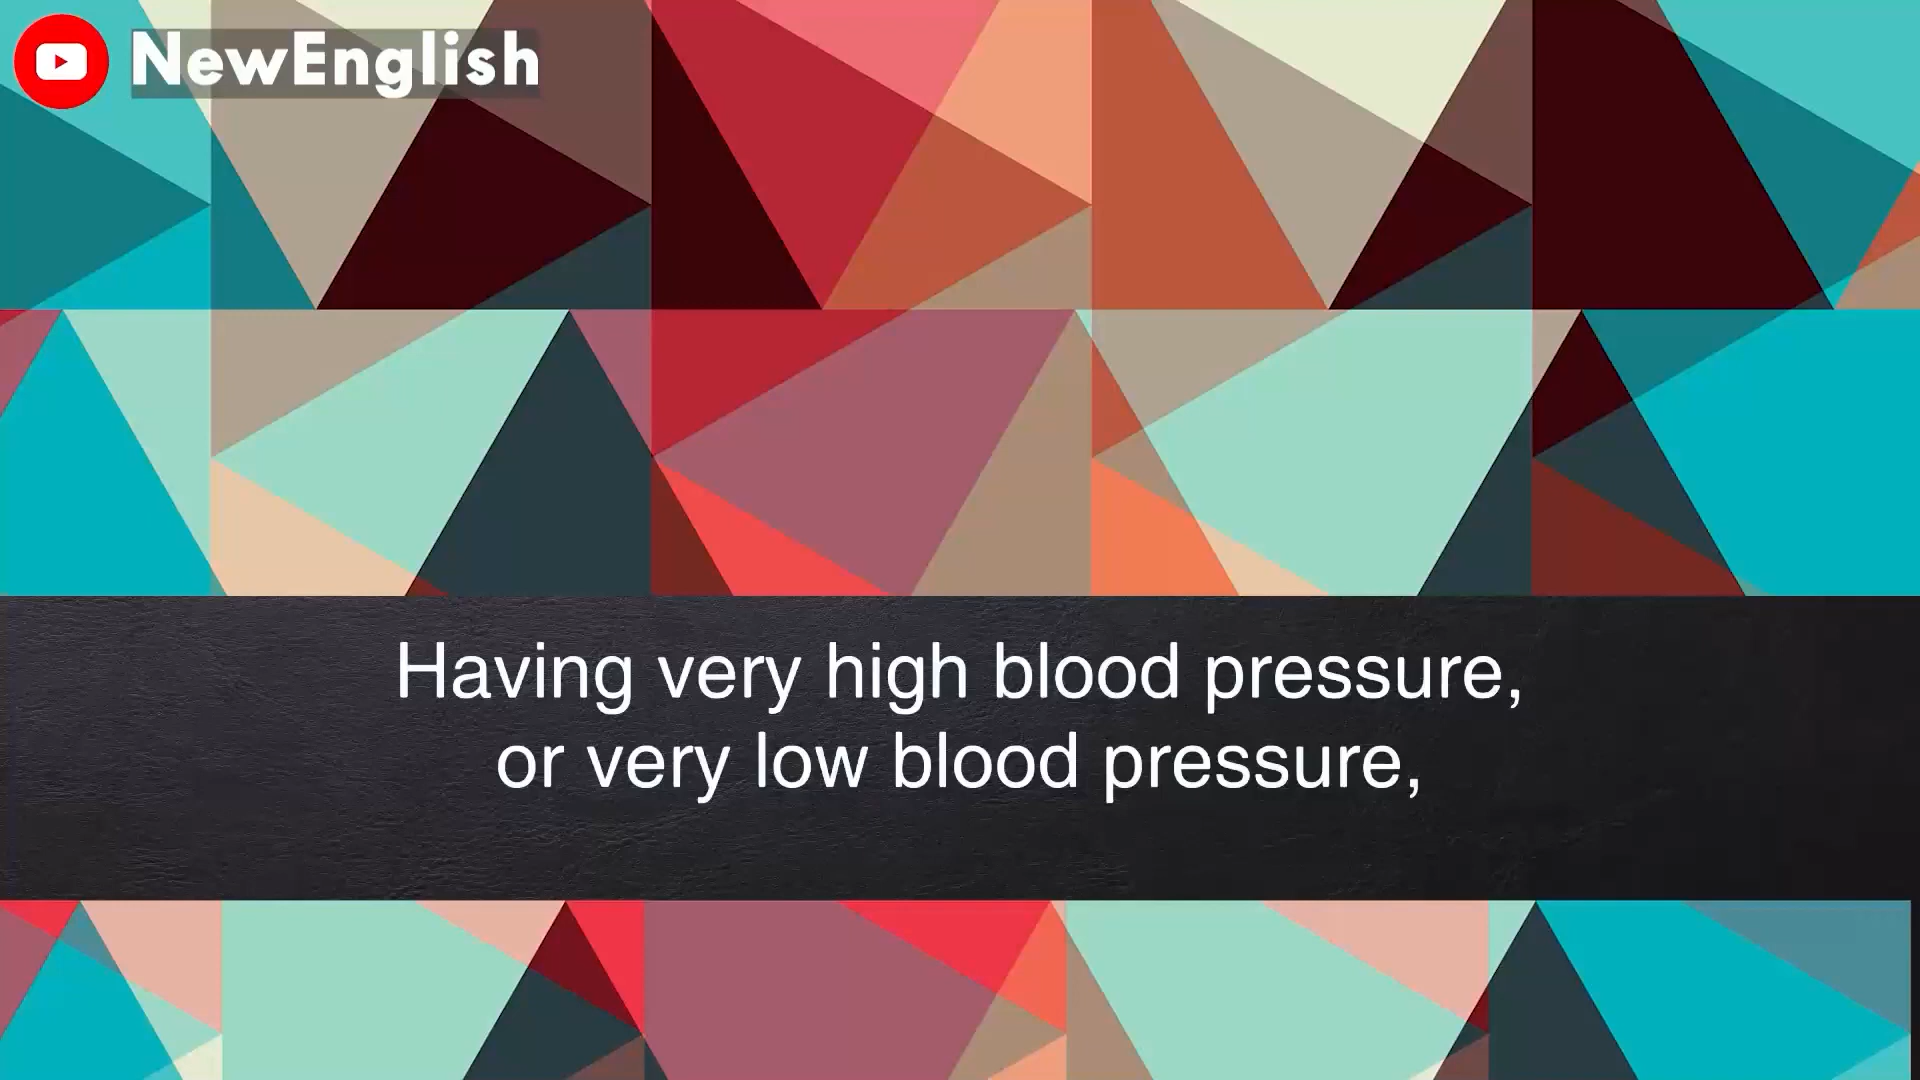 NewEnglish
Having very high blood pressure,
or very low blood pressure,